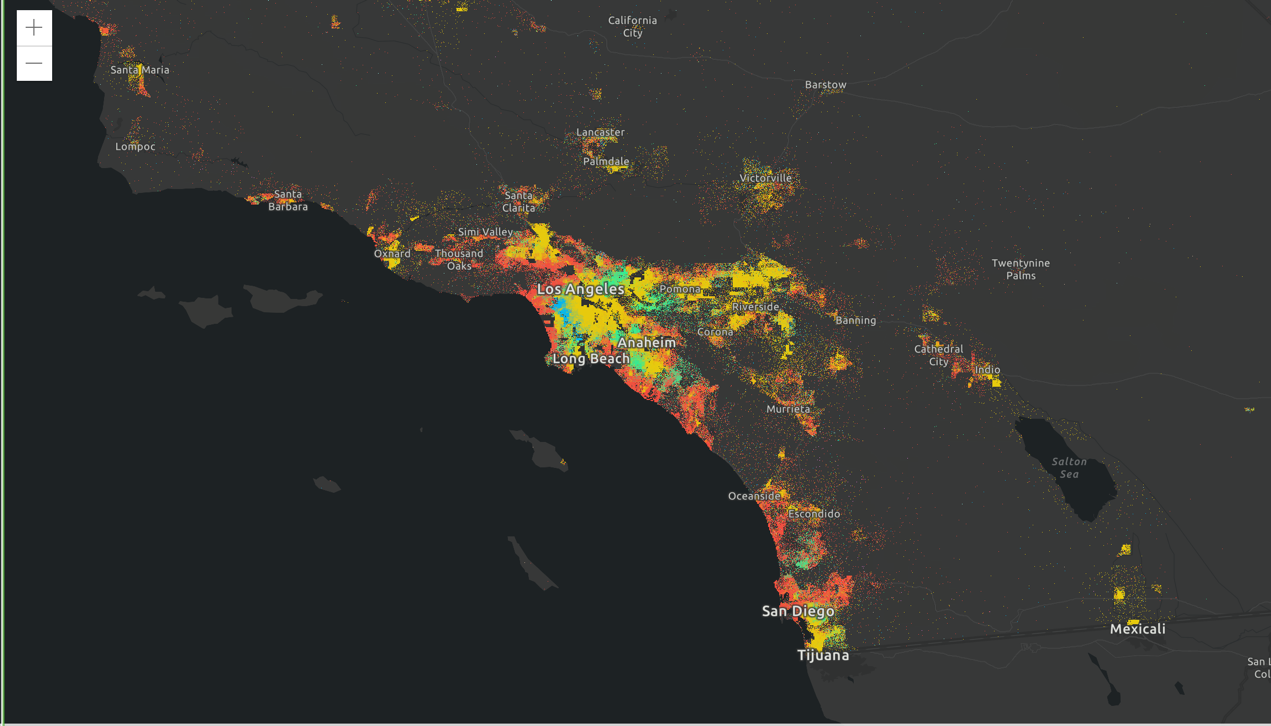 +
−
California
City
Santa Maria
Barstow
Lompoc
Lancaster
Palmdale
Victorville
Santa
Barbara
Santa
Clarita
Simi Valley
Oxnard
Thousand
Oaks
Twentynine
Palms
Los Angeles
Pomona
Riverside
Banning
Corona
Anaheim
Long Beach
Cathedral
City
Indio
Murrieta
Salton
Sea
Oceanside
Escondido
San Diego
Mexicali
Tijuana
San L
Col